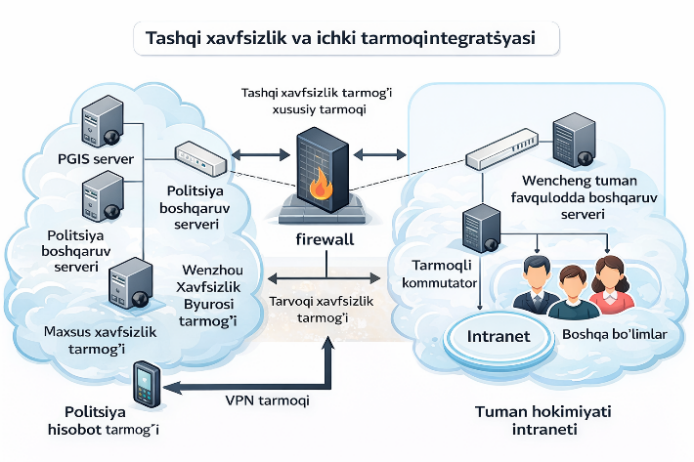 Tashqi xavfsizlik va ichki tarmoqintegratsyasi
Tashqi xavfsizlik tarmog'i
xususiy tarmoqi
PGIS server
Politsiya
boshqaruv
serveri
Politsiya
boshqaruv
serveri
Wenzhou
Xavfsizlik
Byurosi
tarmog'i
Maxsus xavfsizlik
tarmog'i
firewall
Tarvoqi xavfsizlik
tarmog'i
Wencheng tuman
favqulodda boshqaruv
serveri
Tarmoqli
kommutator
Intranet
Boshqa bo'limlar
VPN tarmoqi
Politsiya
hisobot tarmog'i
Tuman hokimiyati
intraneti